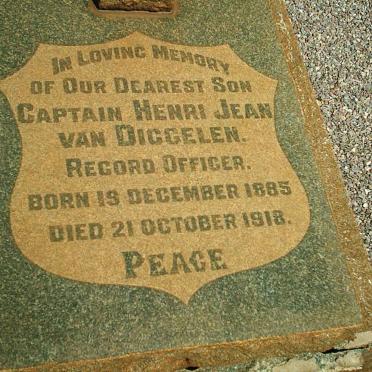 In Loving Memory
of Our Dearest Son
Captain Henri Jean
van Diggelen.
Record Officer.
Born 19 December 1885
Died 21 October 1918.
Peace